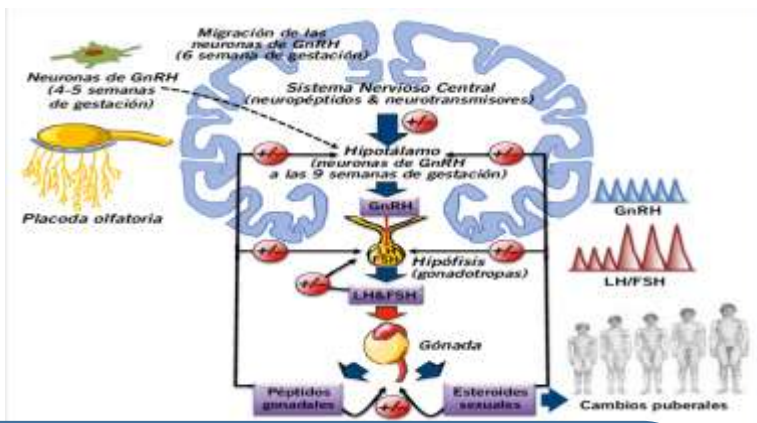 Migración de las
neuronas de GnRH
(6 semana de gestación)
Neuronas de GnRH
(4-5 semanas
de gestación)
Placoda olfatoria
Sistema Nervioso Central
(neuropéptidos & neurotransmisores)
+/-
+/-
Hipotálamo
+/-
(neuronas de GnRH
a las 9 semanas de gestación)
GnRH
GnRH
+/-
LH
FSH
+/-
Hipófisis
(gonadotropas)
LH/FSH
+/-
LH&FSH
Gónada
Péptidos
gonadales
+/-
Esteroides
sexuales
Cambios puberales